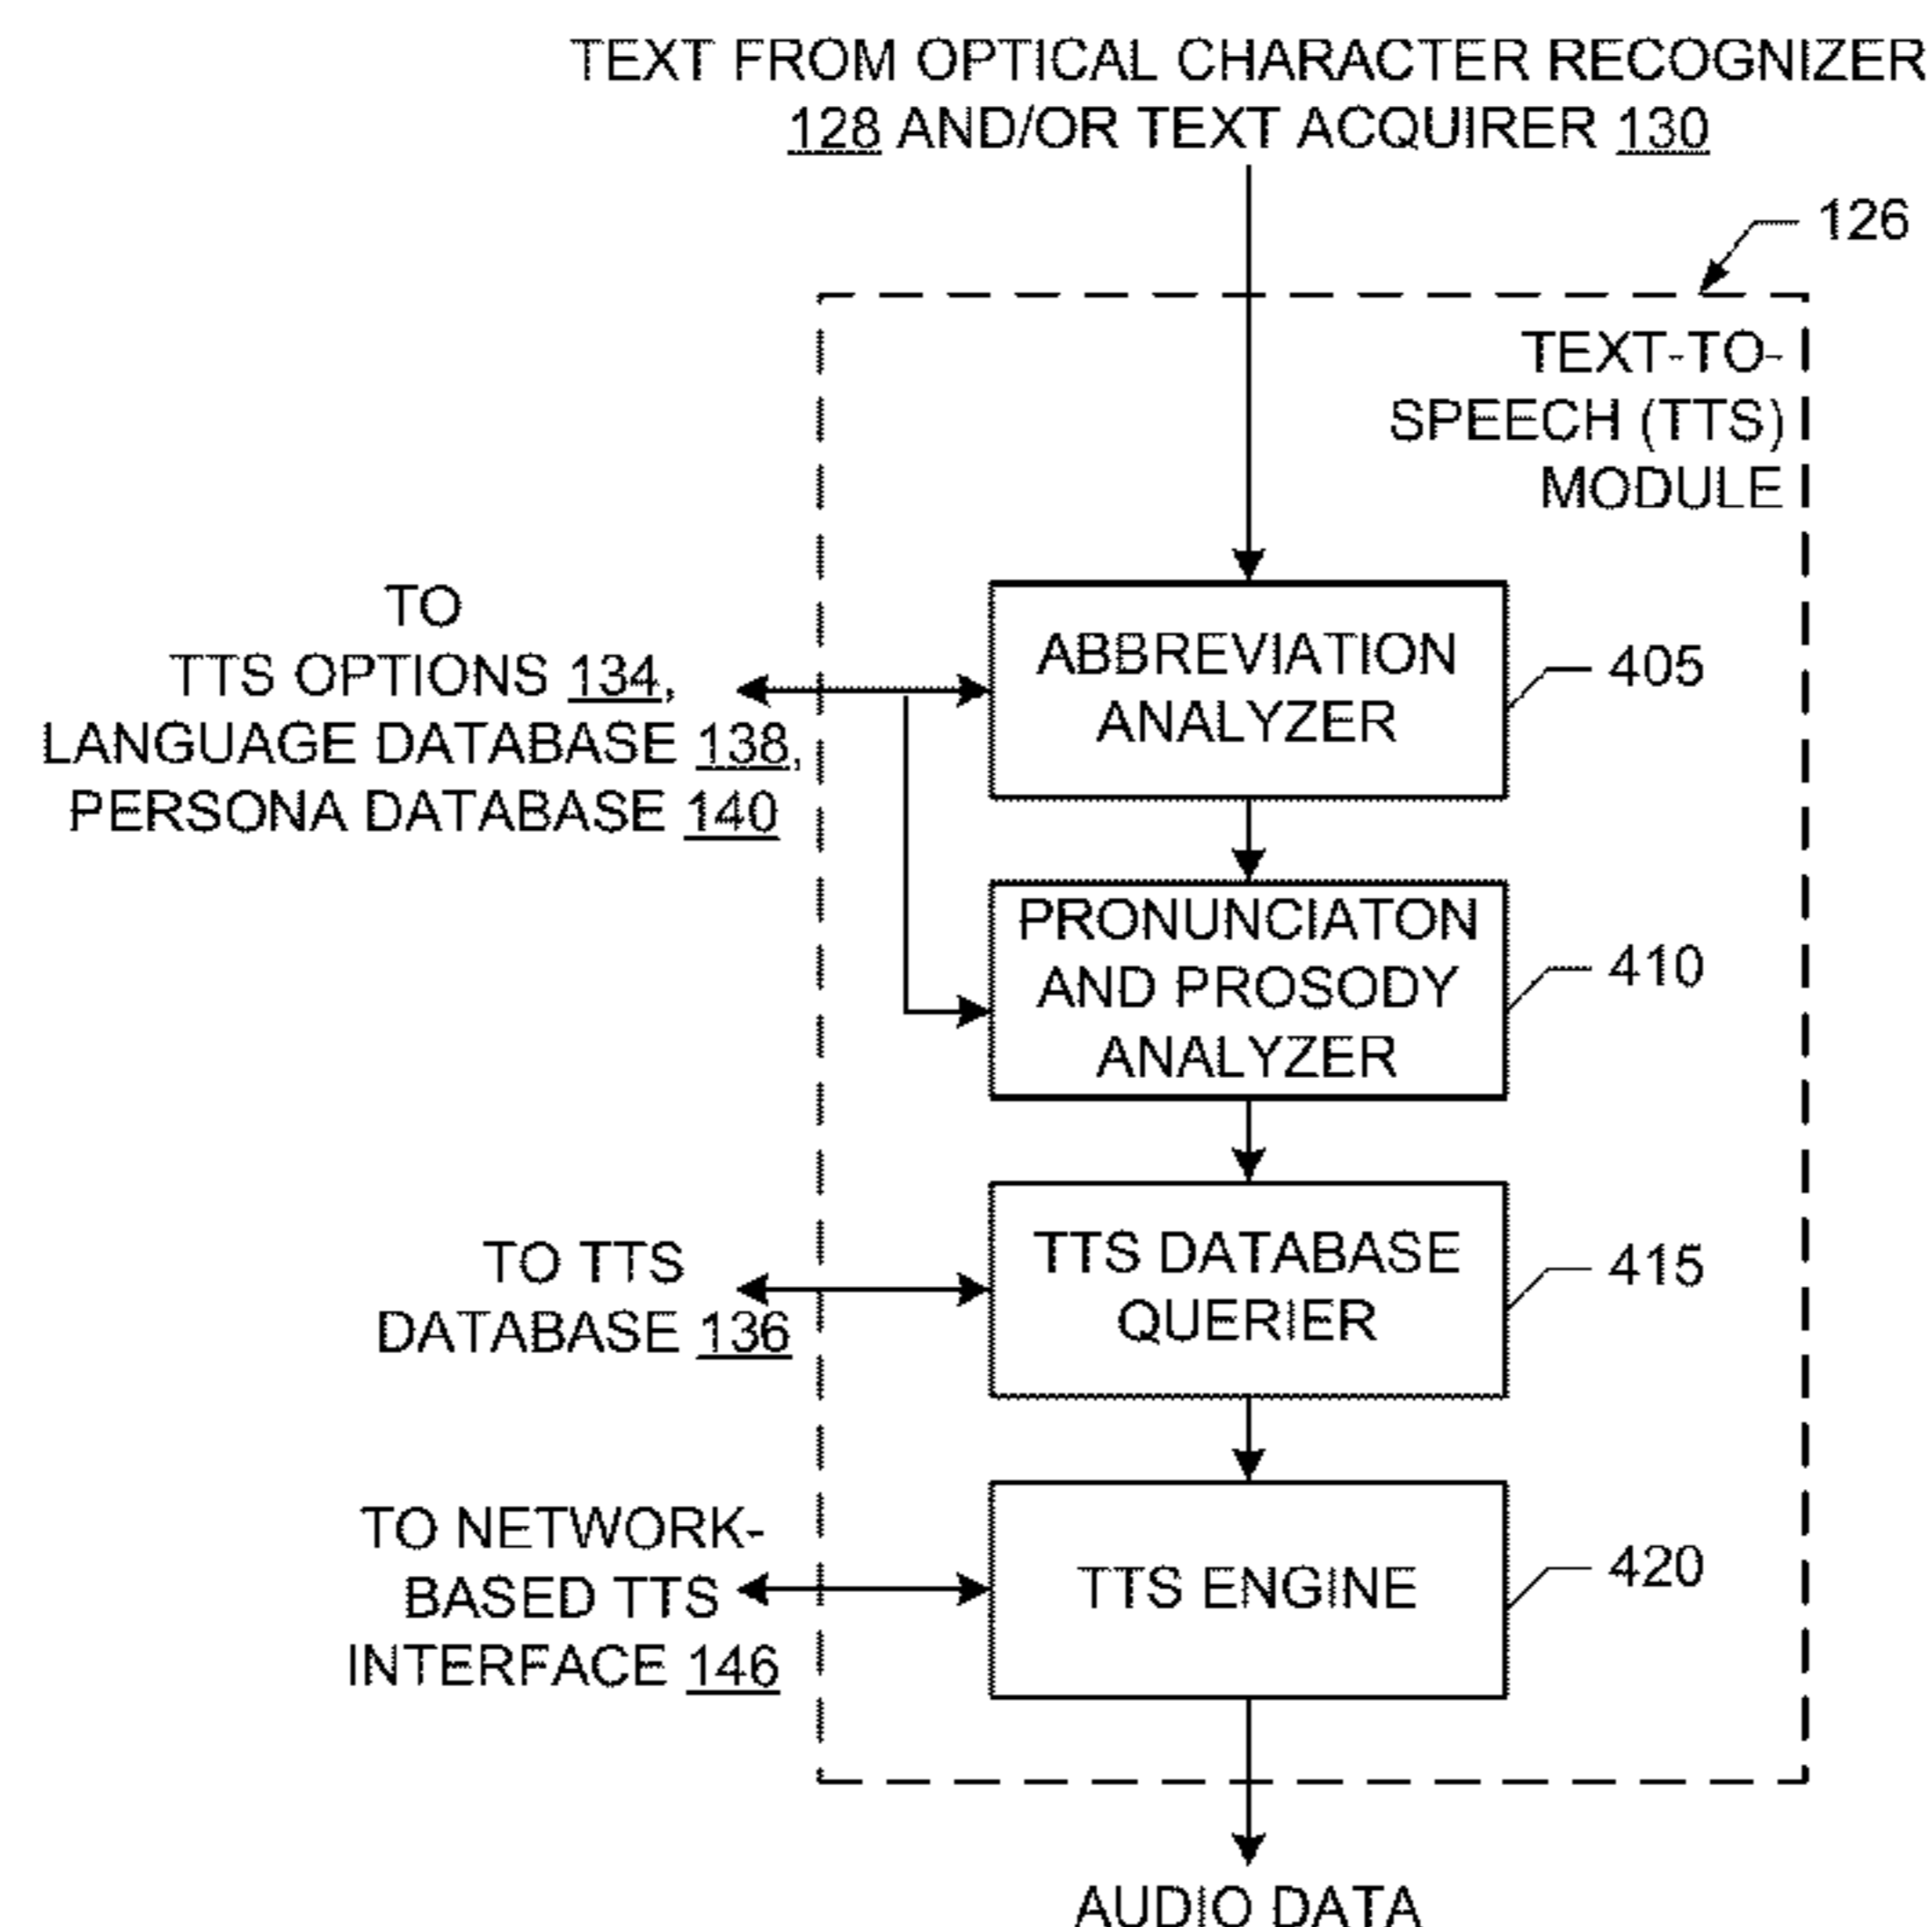 TEXT FROM OPTICAL CHARACTER RECOGNIZER
128 AND/OR TEXT ACQUIRER 130
126
TEXT-TO-
SPEECH (TTS)
MODULE
TO
TTS OPTIONS 134,
LANGUAGE DATABASE 138,
PERSONA DATABASE 140
ABBREVIATION
ANALYZER
405
PRONUNCIATON
AND PROSODY
ANALYZER
410
TO TTS
DATABASE 136
TTS DATABASE
QUERIER
415
TO NETWORK-
BASED TTS
INTERFACE 146
TTS ENGINE
420
AUDIO DATA